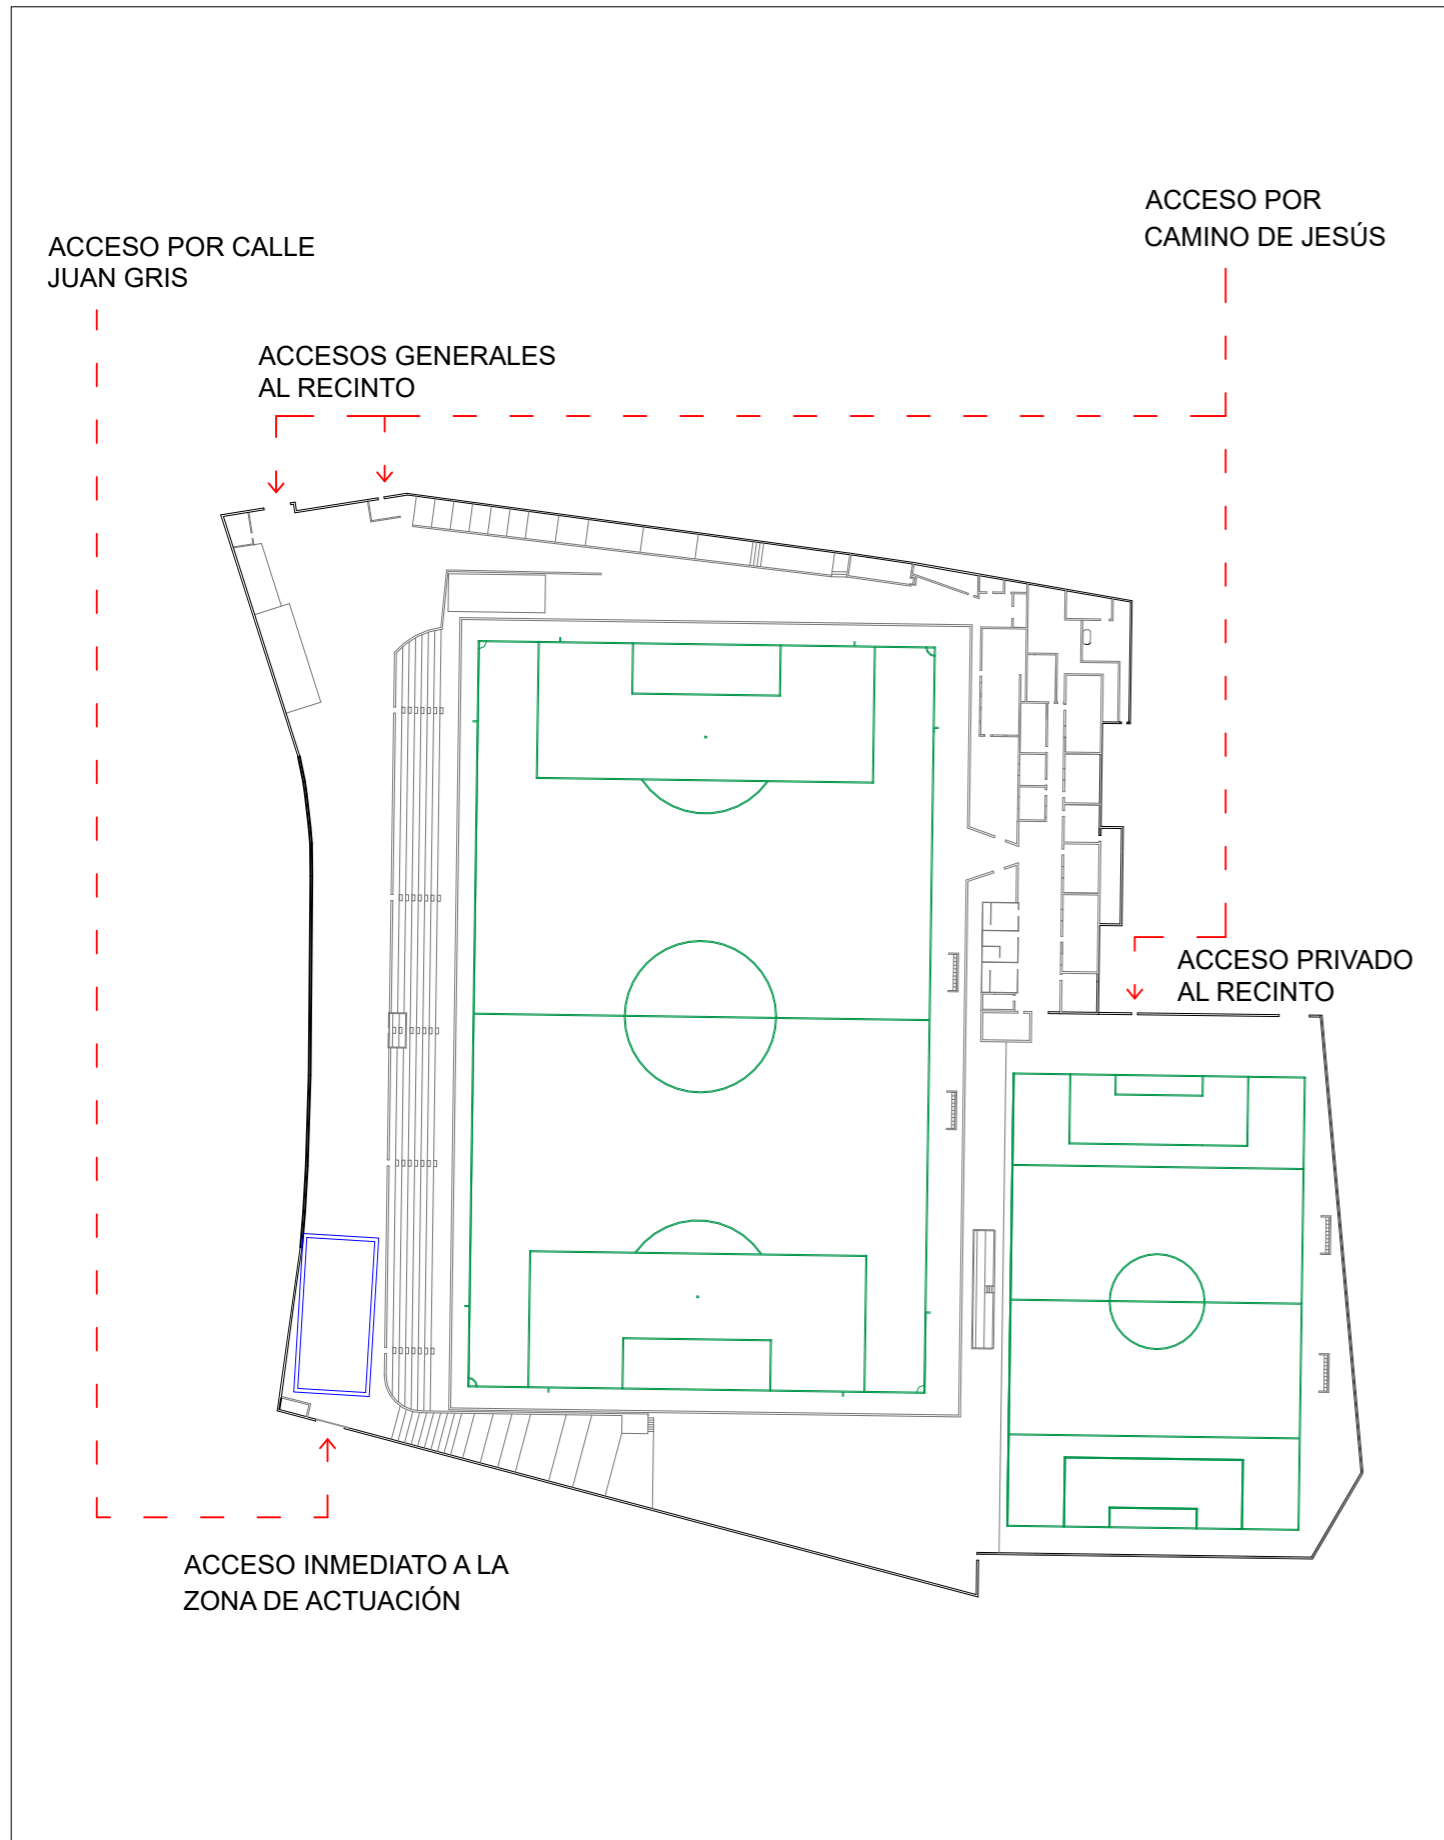 ACCESO POR
CAMINO DE JESÚS
ACCESO POR CALLE
JUAN GRIS
ACCESOS GENERALES
AL RECINTO
ACCESO PRIVADO
AL RECINTO
ACCESO INMEDIATO A LA
ZONA DE ACTUACIÓN